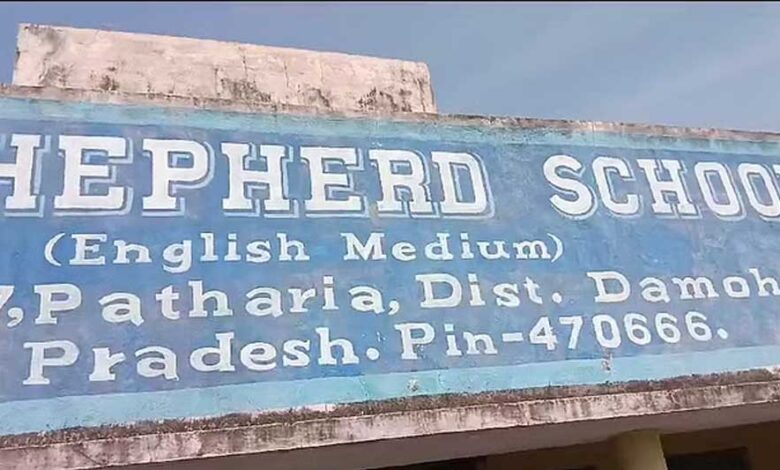 HEPHERD SCHOO
(English Medium)
7, Patharia, Dist. Damoh
Pradesh. Pin-470666.